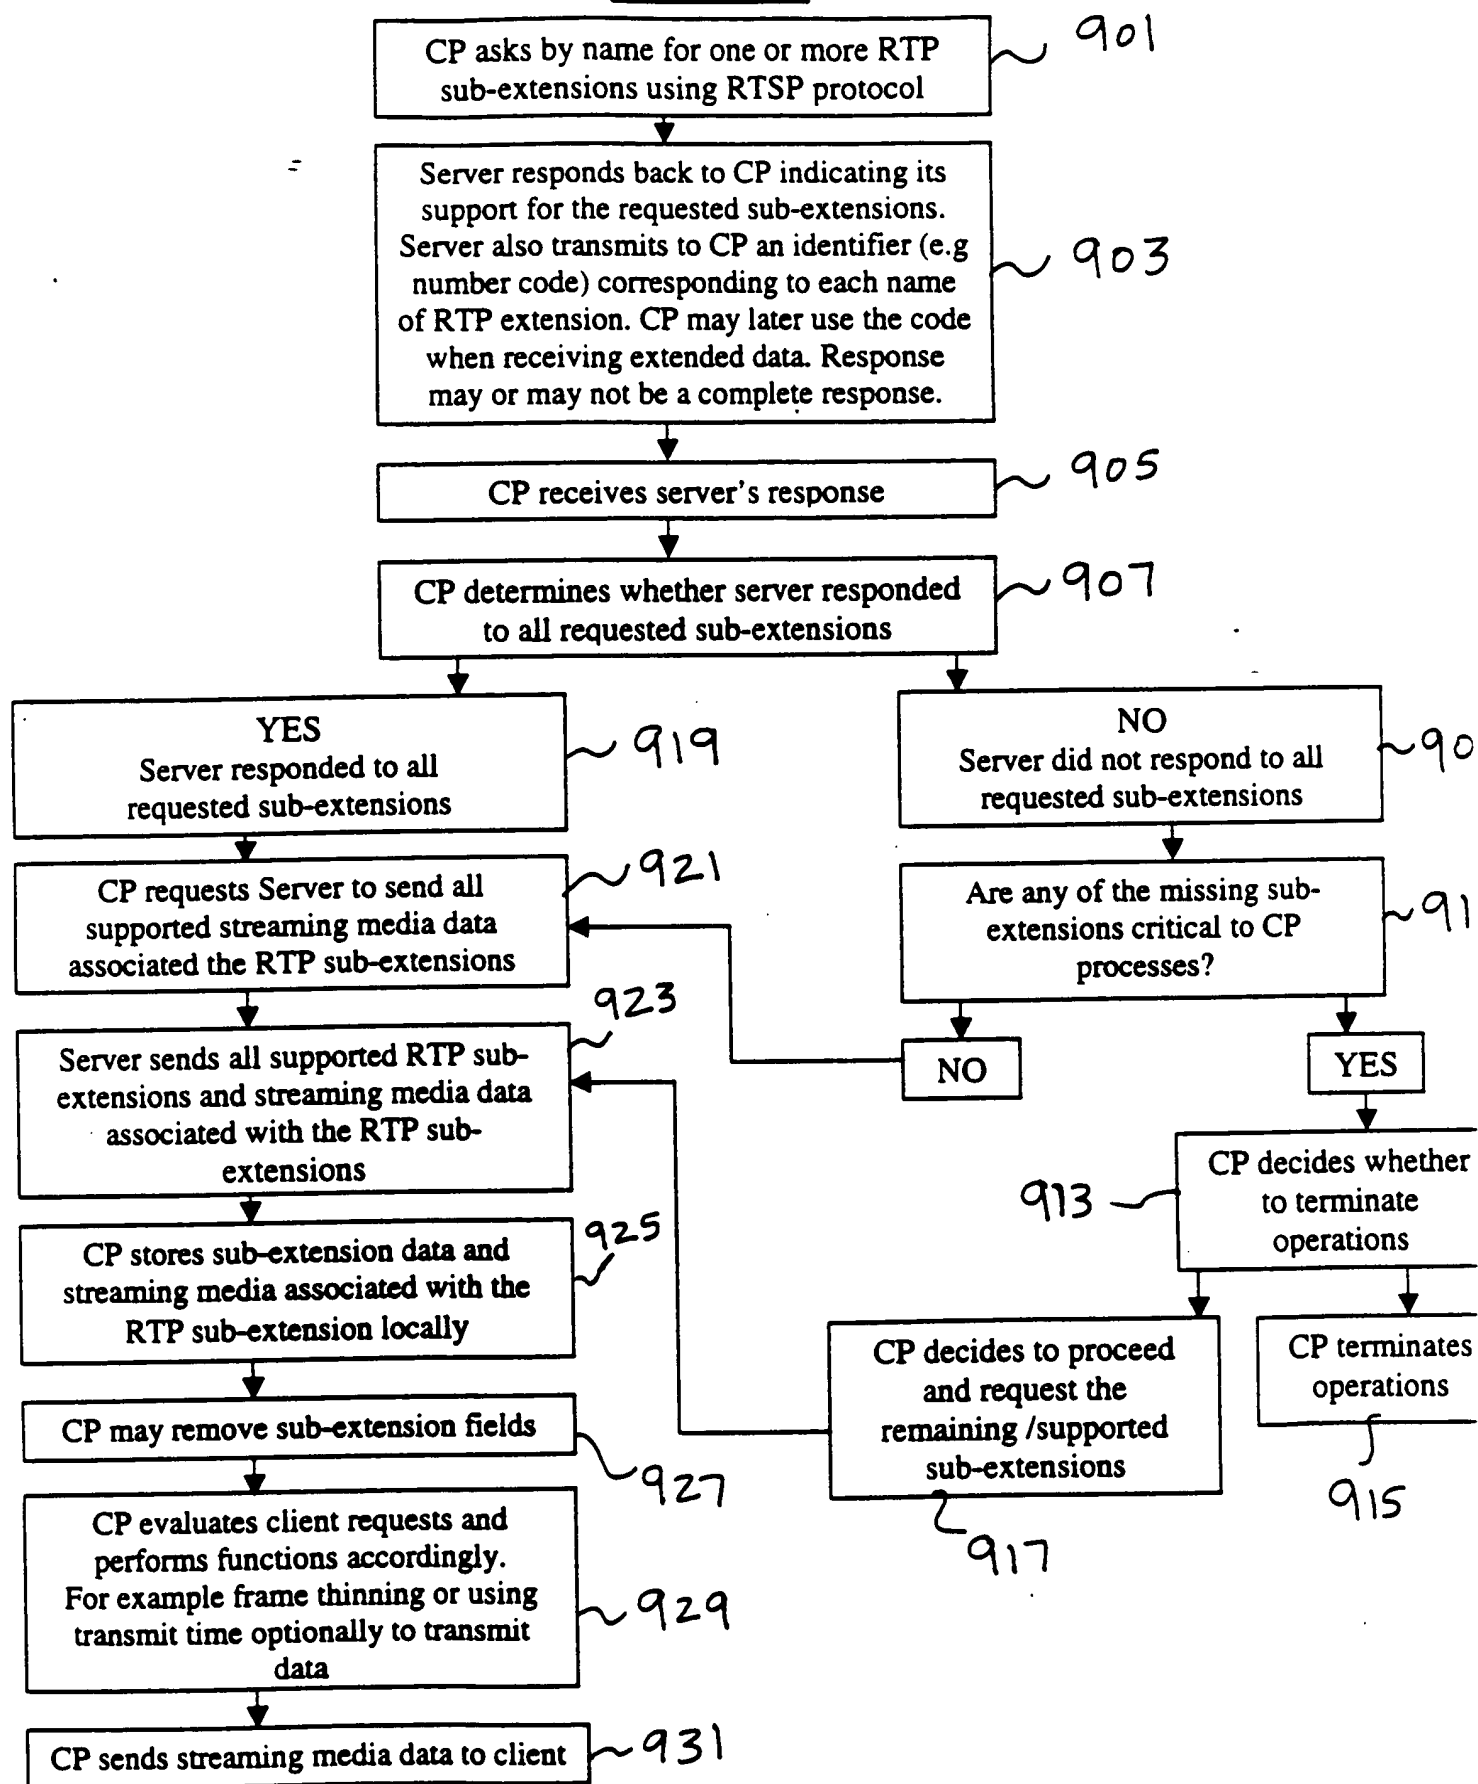 CP asks by name for one or more RTP
sub-extensions using RTSP protocol
901
Server responds back to CP indicating its
support for the requested sub-extensions.
Server also transmits to CP an identifier (e.g
number code) corresponding to each name
of RTP extension. CP may later use the code
when receiving extended data. Response
may or may not be a complete response.
903
CP receives server's response
905
CP determines whether server responded
to all requested sub-extensions
907
YES
Server responded to all
requested sub-extensions
919
NO
Server did not respond to all
requested sub-extensions
90
CP requests Server to send all
supported streaming media data
associated the RTP sub-extensions
921
Are any of the missing sub-
extensions critical to CP
processes?
91
NO
YES
Server sends all supported RTP sub-
extensions and streaming media data
associated with the RTP sub-
extensions
923
CP decides whether
to terminate
operations
913
CP stores sub-extension data and
streaming media associated with the
RTP sub-extension locally
925
CP decides to proceed
and request the
remaining /supported
sub-extensions
917
CP terminates
operations
915
CP may remove sub-extension fields
927
CP evaluates client requests and
performs functions accordingly.
For example frame thinning or using
transmit time optionally to transmit
data
929
CP sends streaming media data to client
931